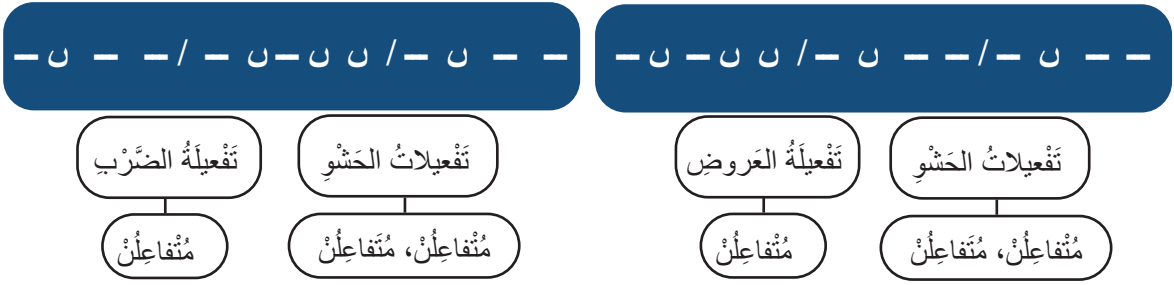 – – ں – / – – ں – / ں ں – ں –
تَفْعيلاتُ الحَشْوِ
تَفْعيلَةُ العَروضِ
مُتْفاعِلُنْ، مُتَفاعِلُنْ
مُتْفاعِلُنْ
– – ں – / ں ں – ں – / – – ں –
تَفْعيلاتُ الحَشْوِ
تَفْعيلَةُ الضَّرْبِ
مُتْفاعِلُنْ، مُتَفاعِلُنْ
مُتْفاعِلُنْ